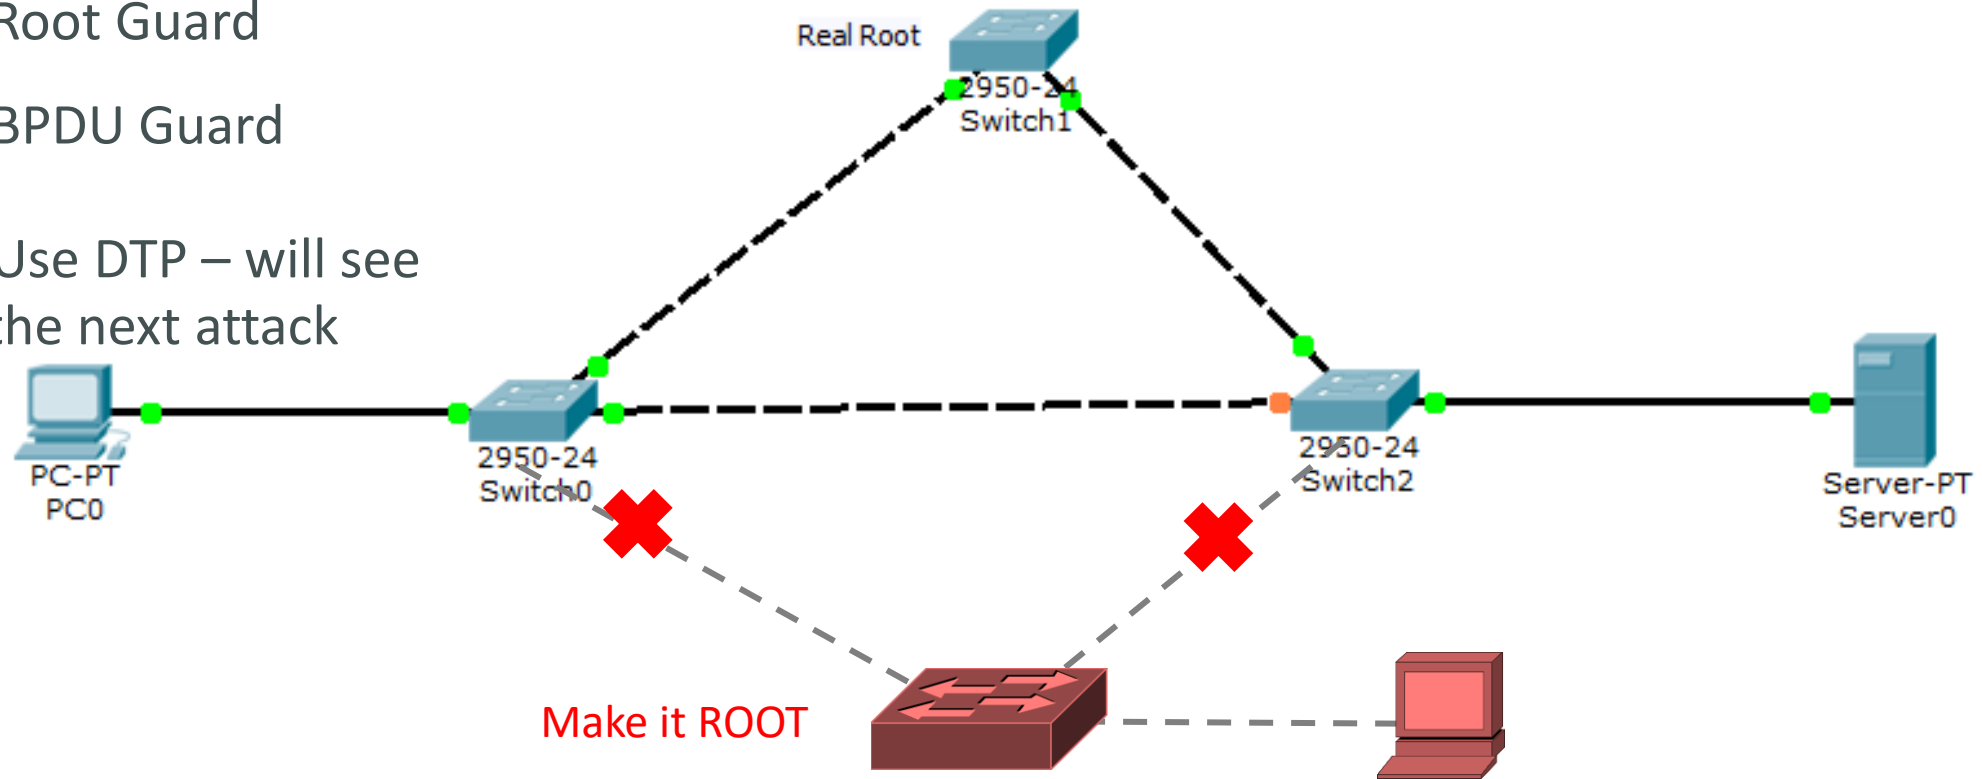 Root Guard
BPDU Guard
Use DTP – will see
the next attack
Real Root
2950-24
Switch1
2950-24
Switch0
2950-24
Switch2
PC-PT
PC0
Server-PT
Server0
Make it ROOT